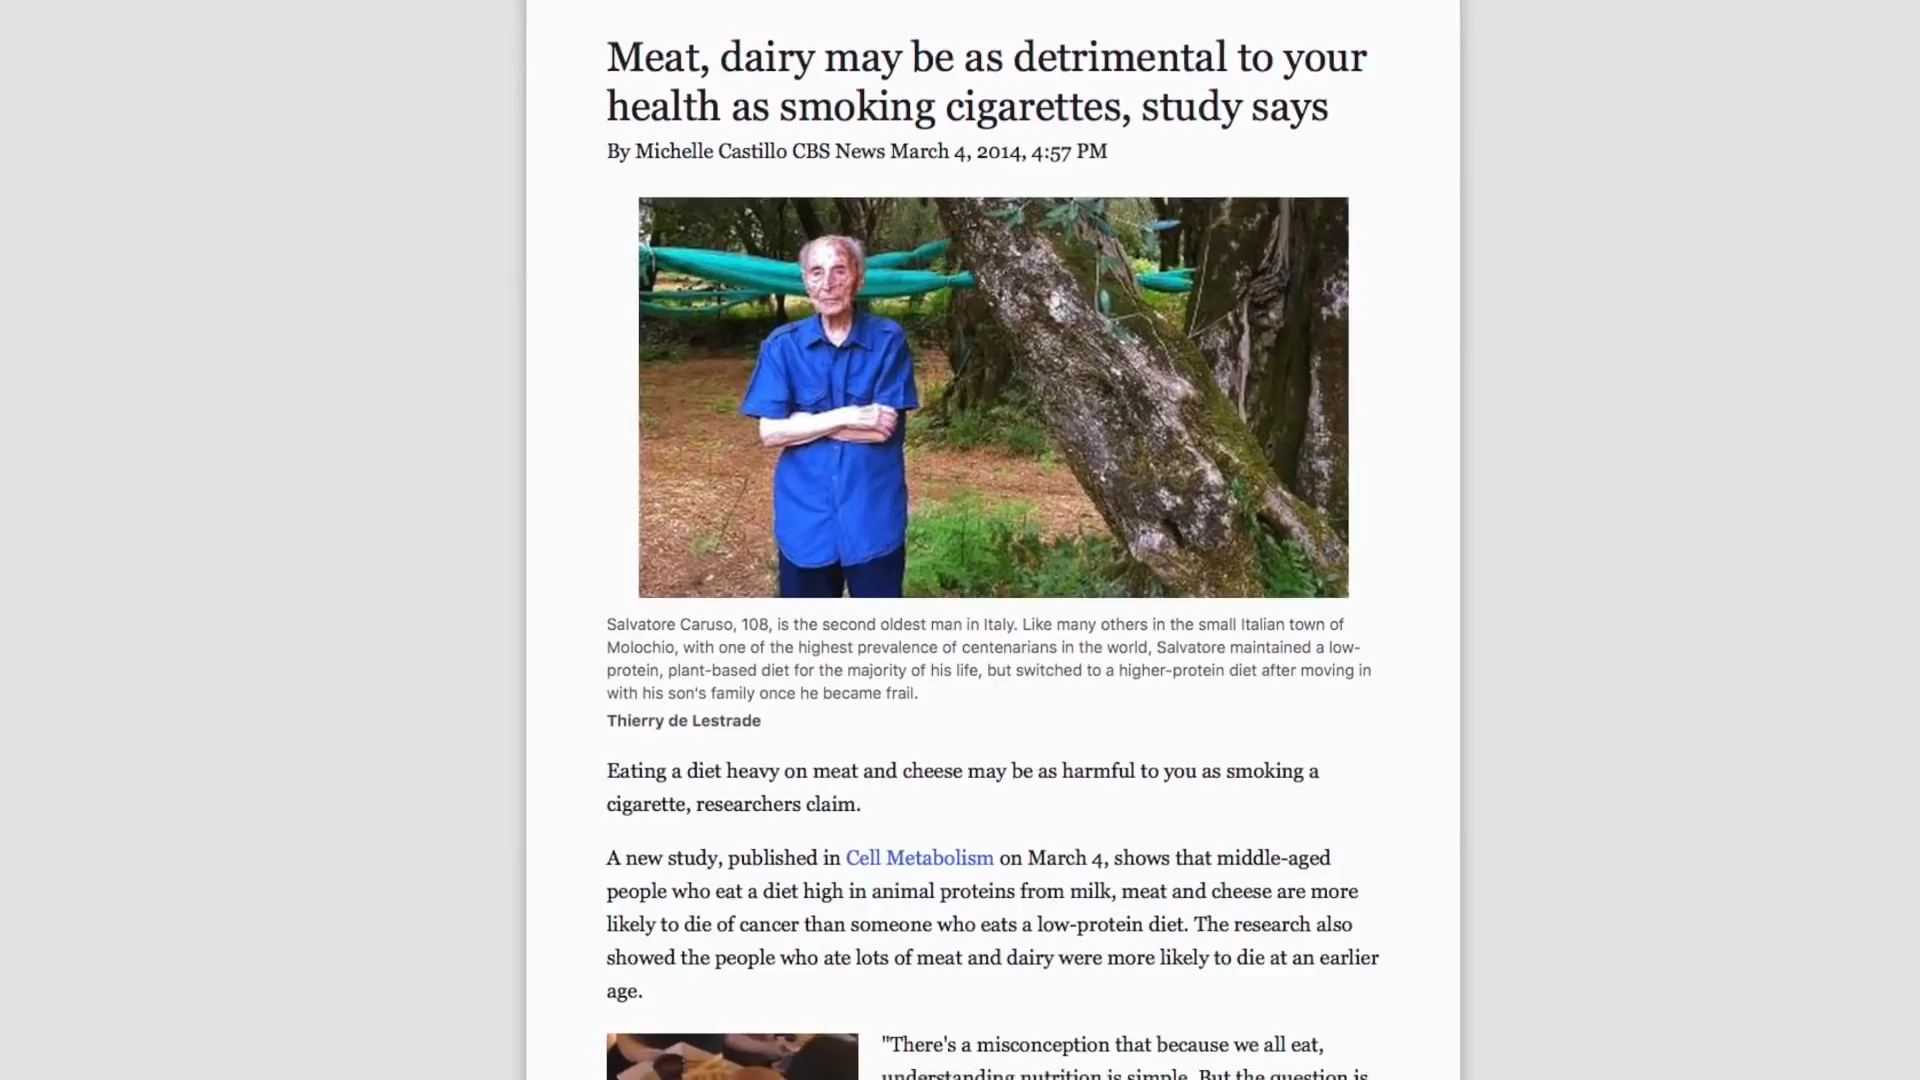 Meat, dairy may be as detrimental to your
health as smoking cigarettes, study says
By Michelle Castillo CBS News March 4, 2014, 4:57 PM
Salvatore Caruso, 108, is the second oldest man in Italy. Like many others in the small Italian town of
Molochio, with one of the highest prevalence of centenarians in the world, Salvatore maintained a low-
protein, plant-based diet for the majority of his life, but switched to a higher-protein diet after moving in
with his son's family once he became frail.
Thierry de Lestrade
Eating a diet heavy on meat and cheese may be as harmful to you as smoking a
cigarette, researchers claim.
A new study, published in Cell Metabolism on March 4, shows that middle-aged
people who eat a diet high in animal proteins from milk, meat and cheese are more
likely to die of cancer than someone who eats a low-protein diet. The research also
showed the people who ate lots of meat and dairy were more likely to die at an earlier
age.
"There's a misconception that because we all eat,
understanding nutrition is simple. But the question is